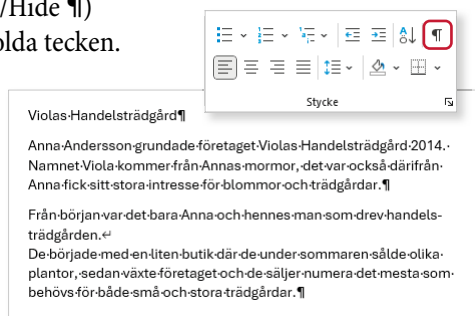 /Hide ¶)
olda tecken.
¶
Stycke
Violas·Handelsträdgård¶
Anna·Andersson·grundade·företaget·Violas·Handelsträdgård·2014.·
Namnet·Viola·kommer·från·Annas·mormor,·det·var·också·därifrån·
Anna·fick·sitt·stora·intresse·för·blommor·och·trädgårdar.¶
Från·början·var·det·bara·Anna·och·hennes·man·som·drev·handels-
trädgården.↵
De·började·med·en·liten·butik·där·de·under·sommaren·sålde·olika·
plantor,·sedan·växte·företaget·och·de·säljer·numera·det·mesta·som·
behövs·för·både·små·och·stora·trädgårdar.¶